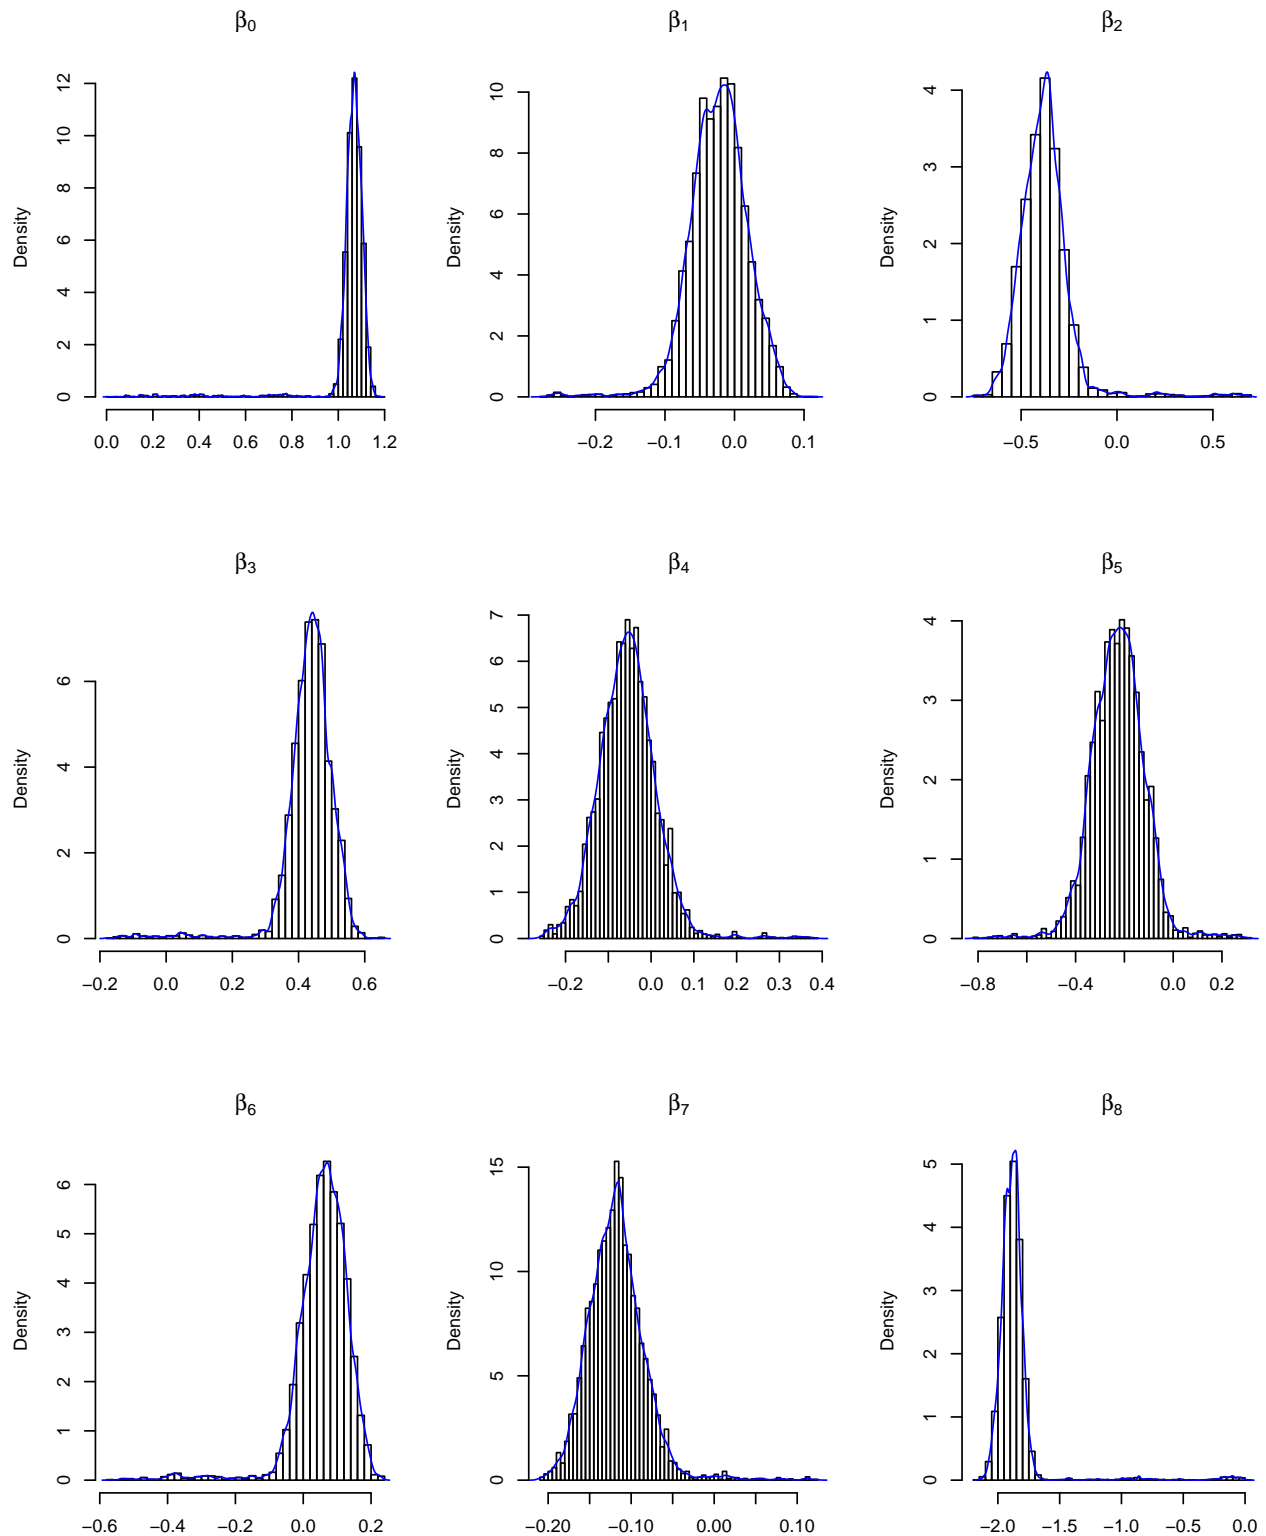 β0 β1 β2
Density
0 2 4 6 8 10 12
0.0 0.2 0.4 0.6 0.8 1.0 1.2
Density
0 2 4 6 8 10
−0.2 −0.1 0.0 0.1
Density
0 1 2 3 4
−0.5 0.0 0.5
β3 β4 β5
Density
0 2 4 6
−0.2 0.0 0.2 0.4 0.6
Density
0 1 2 3 4 5 6 7
−0.2 0.0 0.1 0.2 0.3 0.4
Density
0 1 2 3 4
−0.8 −0.4 0.0 0.2
β6 β7 β8
Density
0 1 2 3 4 5 6
−0.6 −0.4 −0.2 0.0 0.2
Density
0 5 10 15
−0.20 −0.10 0.00 0.10
Density
0 1 2 3 4 5
−2.0 −1.5 −1.0 −0.5 0.0